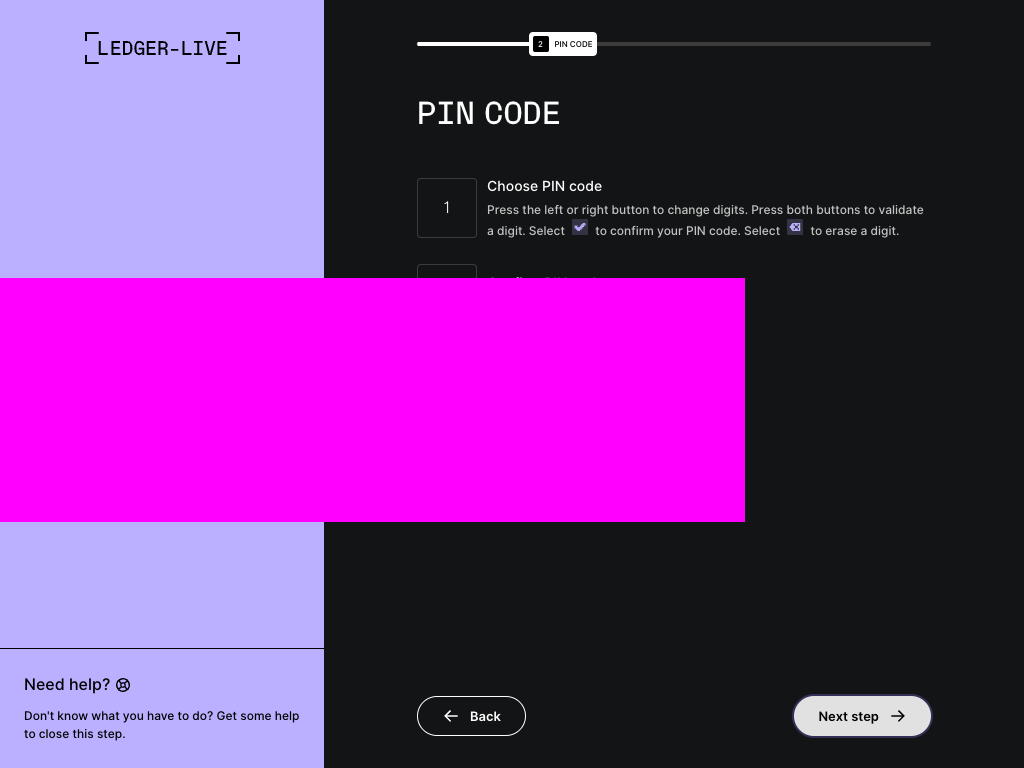 LEDGER-LIVE
2 PIN CODE
PIN CODE
1
Choose PIN code
Press the left or right button to change digits. Press both buttons to validate
a digit. Select to confirm your PIN code. Select to erase a digit.
Need help?
Don't know what you have to do? Get some help
to close this step.
Back
Next step